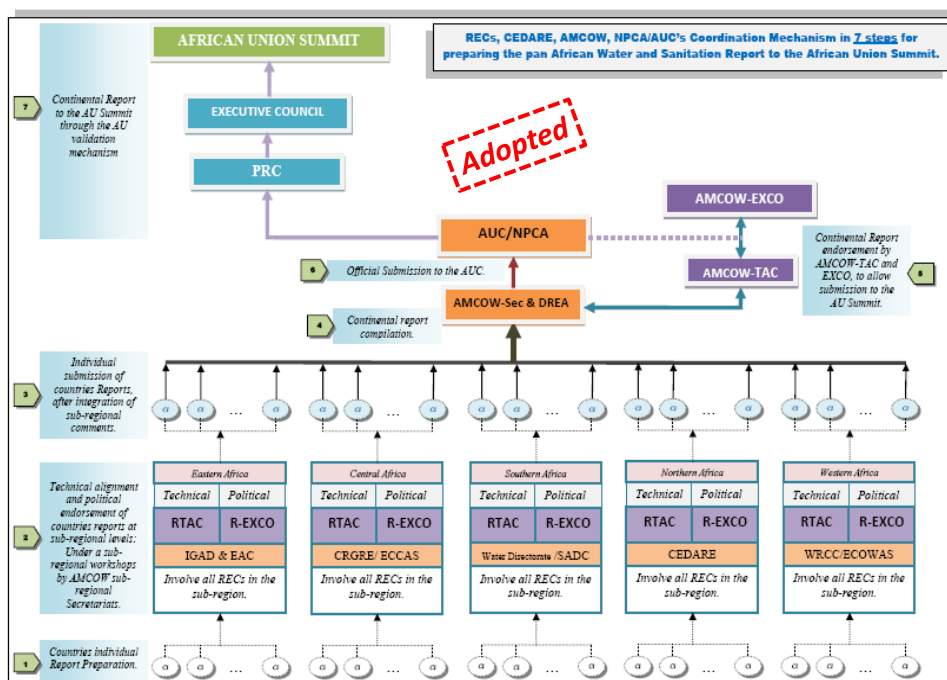 RECs, CEDARE, AMCOW, NPCA/AUC's Coordination Mechanism in 7 steps for
preparing the pan African Water and Sanitation Report to the African Union Summit.
AFRICAN UNION SUMMIT
7
Continental Report
to the AU Summit
through the AU
validation
mechanism
EXECUTIVE COUNCIL
Adopted
PRC
AMCOW-EXCO
AUC/NPCA
AMCOW-TAC
Continental Report
endorsement by
AMCOW-TAC and
EXCO, to allow
submission to the
AU Summit.
5
6
Official Submission to the AUC.
AMCOW-Sec & DREA
4
Continental report
compilation.
3
Individual
submission of
countries Reports,
after integration of
sub-regional
comments.
α α ... α α α ... α α α ... α α α ... α α α ... α
2
Technical alignment
and political
endorsement of
countries reports at
sub-regional levels:
Under a sub-
regional workshops
by AMCOW sub-
regional
Secretariats.
Eastern Africa
Technical Political
RTAC R-EXCO
IGAD & EAC
Involve all RECs in the
sub-region.
Central Africa
Technical Political
RTAC R-EXCO
CRGRE/ ECCAS
Involve all RECs in the
sub-region.
Southern Africa
Technical Political
RTAC R-EXCO
Water Directorate /SADC
Involve all RECs in the
sub-region.
Northern Africa
Technical Political
RTAC R-EXCO
CEDARE
Involve all RECs in the
sub-region.
Western Africa
Technical Political
RTAC R-EXCO
WRCC/ECOWAS
Involve all RECs in the
sub-region.
1
Countries individual
Report Preparation.
α α ... α α α ... α α α ... α α α ... α α α ... α